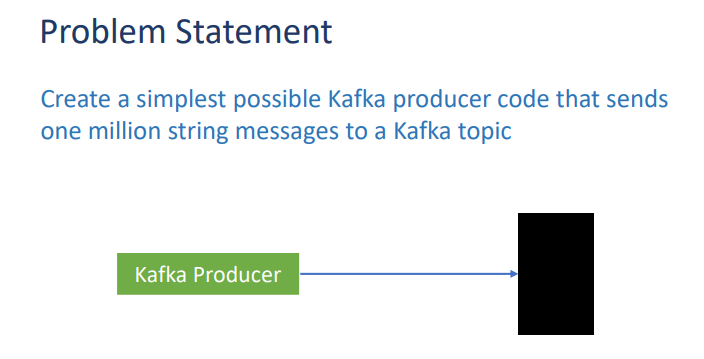 Problem Statement
Create a simplest possible Kafka producer code that sends
one million string messages to a Kafka topic
Kafka Producer